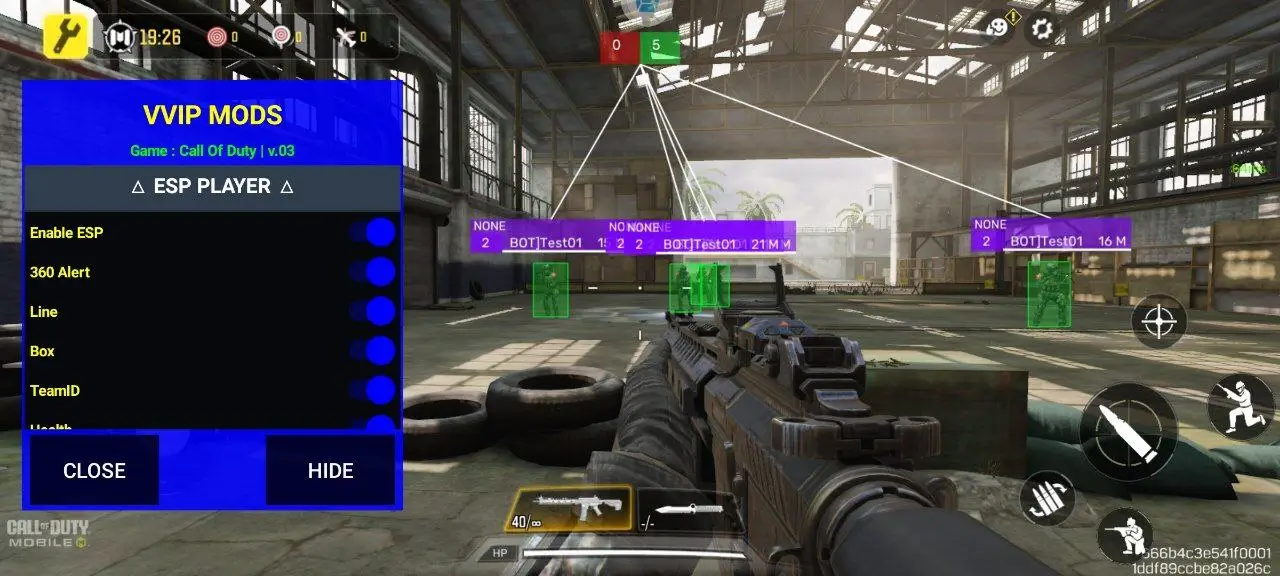 19:26
0
0
0
0 5
VVIP MODS
Game : Call Of Duty | v.03
△ ESP PLAYER △
Enable ESP
360 Alert
Line
Box
TeamID
Health
CLOSE
HIDE
NONE
2 BOT]Test01
NONE
2 BOT]Test01 21 M
NONE
2 BOT]Test01 16 M
40/∞
-/-
HP
CALL OF DUTY
MOBILE
566b4c3e541f0001
1ddf89ccbe82a026c